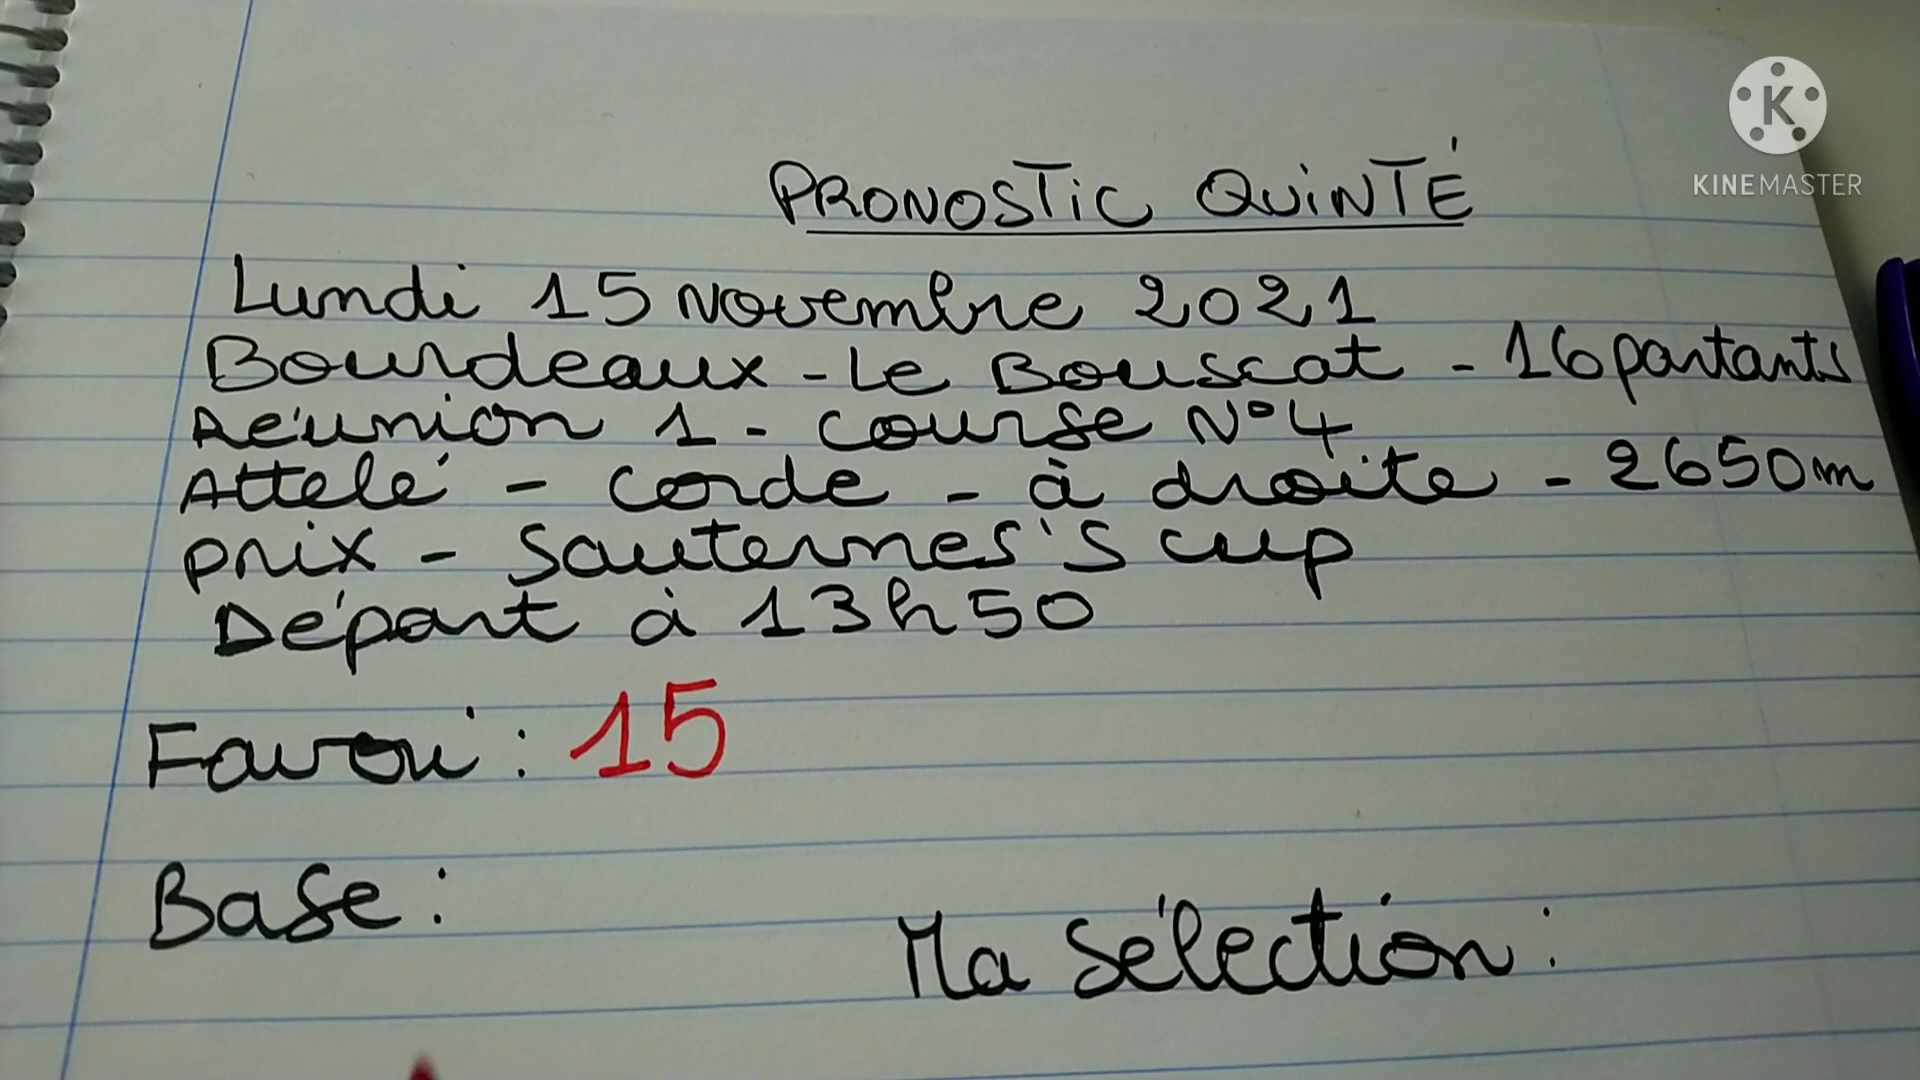 PRONOSTIC QUINTÉ
Lundi 15 Novembre 2021
Bourdeaux - Le Bouscat - 16 partants
Réunion 1 - course N°4
Attelé - corde - à droite - 2650m
prix - Sauternes's cup
Départ à 13h50
Favori : 15
Base :
Ma Sélection :
K
KINEMASTER